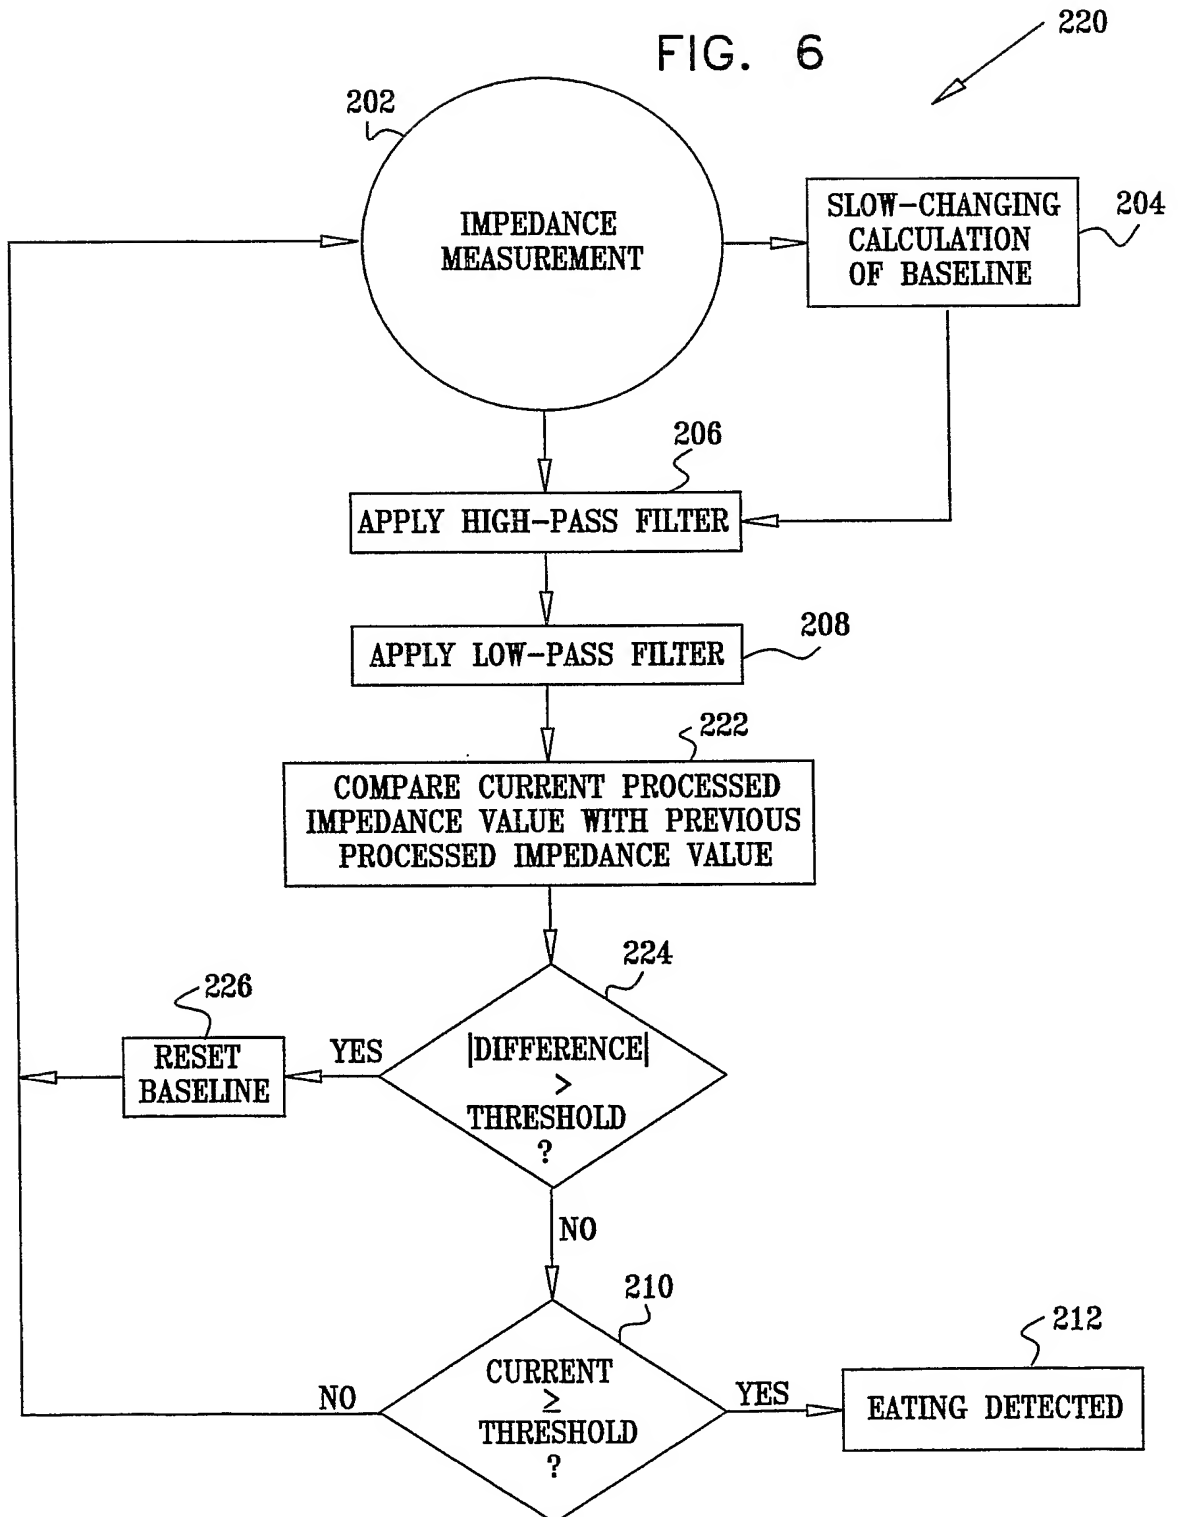 FIG. 6
220
202
IMPEDANCE
MEASUREMENT
SLOW-CHANGING
CALCULATION
OF BASELINE
204
206
APPLY HIGH-PASS FILTER
208
APPLY LOW-PASS FILTER
222
COMPARE CURRENT PROCESSED
IMPEDANCE VALUE WITH PREVIOUS
PROCESSED IMPEDANCE VALUE
224
|DIFFERENCE|
>
THRESHOLD
?
YES
226
RESET
BASELINE
NO
210
CURRENT
≥
THRESHOLD
?
NO
YES
212
EATING DETECTED